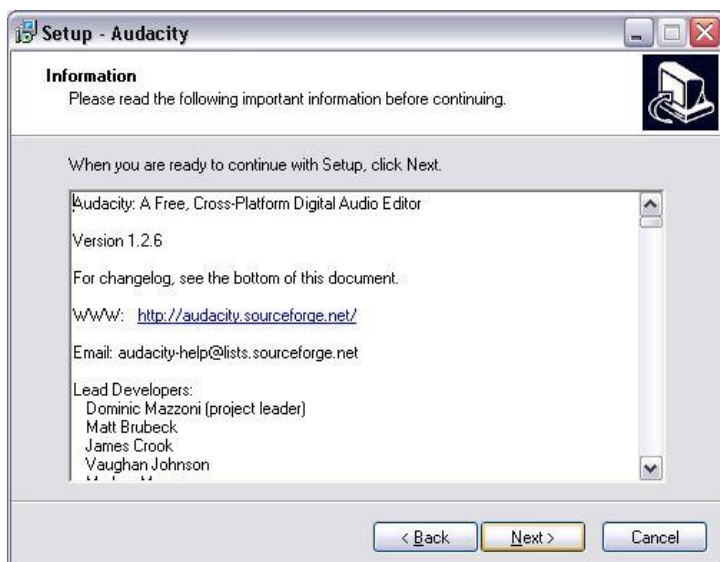 Setup - Audacity
Information
Please read the following important information before continuing.
When you are ready to continue with Setup, click Next.
Audacity: A Free, Cross-Platform Digital Audio Editor
Version 1.2.6
For changelog, see the bottom of this document.
WWW: http://audacity.sourceforge.net/
Email: audacity-help@lists.sourceforge.net
Lead Developers:
Dominic Mazzoni (project leader)
Matt Brubeck
James Crook
Vaughan Johnson
< Back Next > Cancel